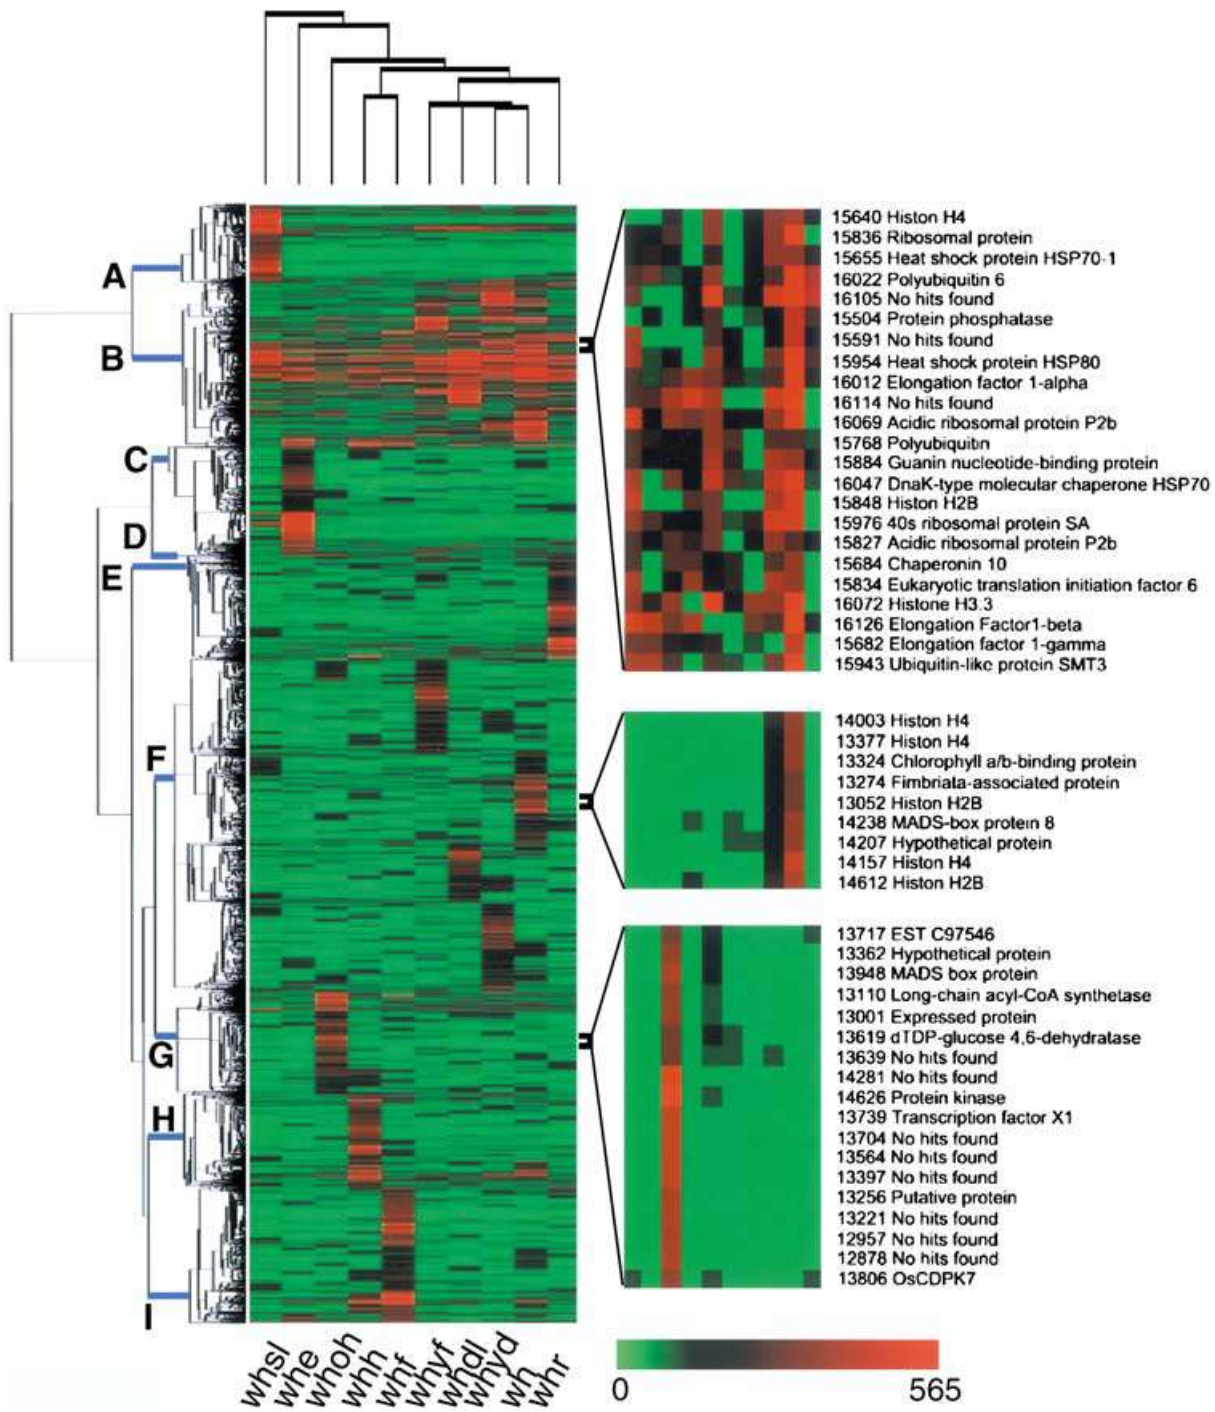 A
B
C
D
E
F
G
H
I
15640 Histon H4
15836 Ribosomal protein
15655 Heat shock protein HSP70-1
16022 Polyubiquitin 6
16105 No hits found
15504 Protein phosphatase
15591 No hits found
15954 Heat shock protein HSP80
16012 Elongation factor 1-alpha
16114 No hits found
16069 Acidic ribosomal protein P2b
15768 Polyubiquitin
15884 Guanin nucleotide-binding protein
16047 DnaK-type molecular chaperone HSP70
15848 Histon H2B
15976 40s ribosomal protein SA
15827 Acidic ribosomal protein P2b
15684 Chaperonin 10
15834 Eukaryotic translation initiation factor 6
16072 Histone H3.3
16126 Elongation Factor1-beta
15682 Elongation factor 1-gamma
15943 Ubiquitin-like protein SMT3
14003 Histon H4
13377 Histon H4
13324 Chlorophyll a/b-binding protein
13274 Fimbriata-associated protein
13052 Histon H2B
14238 MADS-box protein 8
14207 Hypothetical protein
14157 Histon H4
14612 Histon H2B
13717 EST C97546
13362 Hypothetical protein
13948 MADS box protein
13110 Long-chain acyl-CoA synthetase
13001 Expressed protein
13619 dTDP-glucose 4,6-dehydratase
13639 No hits found
14281 No hits found
14626 Protein kinase
13739 Transcription factor X1
13704 No hits found
13564 No hits found
13397 No hits found
13256 Putative protein
13221 No hits found
12957 No hits found
12878 No hits found
13806 OsCDPK7
whsl
whe
whoh
whh
whf
whyf
whdl
whyd
wh
whr
0 565